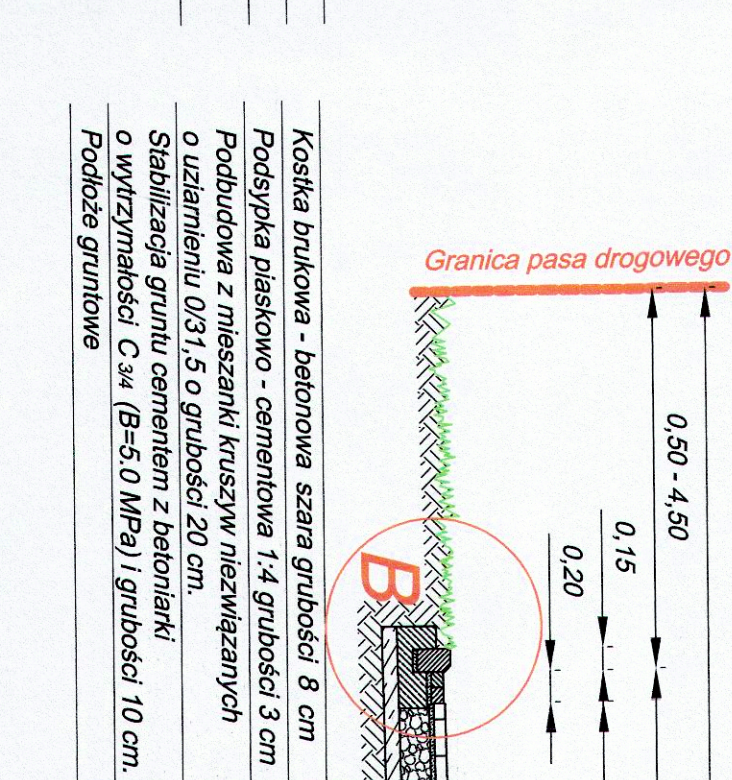 Kostka brukowa - betonowa szara grubości 8 cm
Podsypka piaskowo - cementowa 1:4 grubości 3 cm
Podbudowa z mieszanki kruszyw niezwiązanych
o uziarnieniu 0/31,5 o grubości 20 cm.
Stabilizacja gruntu cementem z betoniarki
o wytrzymałości C 3/4 (B=5.0 MPa) i grubości 10 cm.
Podłoże gruntowe
Granica pasa drogowego
0,50 - 4,50
0,15
0,20
B